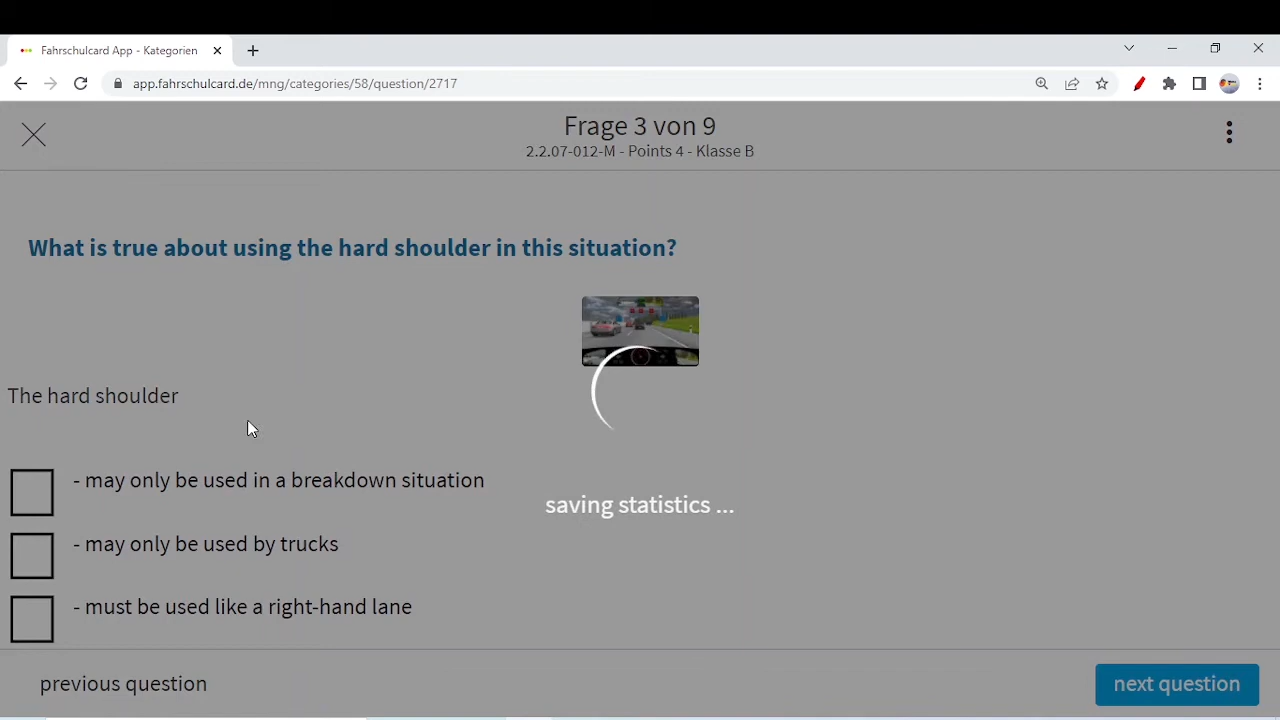 Fahrschulcard App - Kategorien
app.fahrschulcard.de/mng/categories/58/question/2717
Frage 3 von 9
2.2.07-012-M - Points 4 - Klasse B
What is true about using the hard shoulder in this situation?
The hard shoulder
- may only be used in a breakdown situation
saving statistics ...
- may only be used by trucks
- must be used like a right-hand lane
previous question
next question